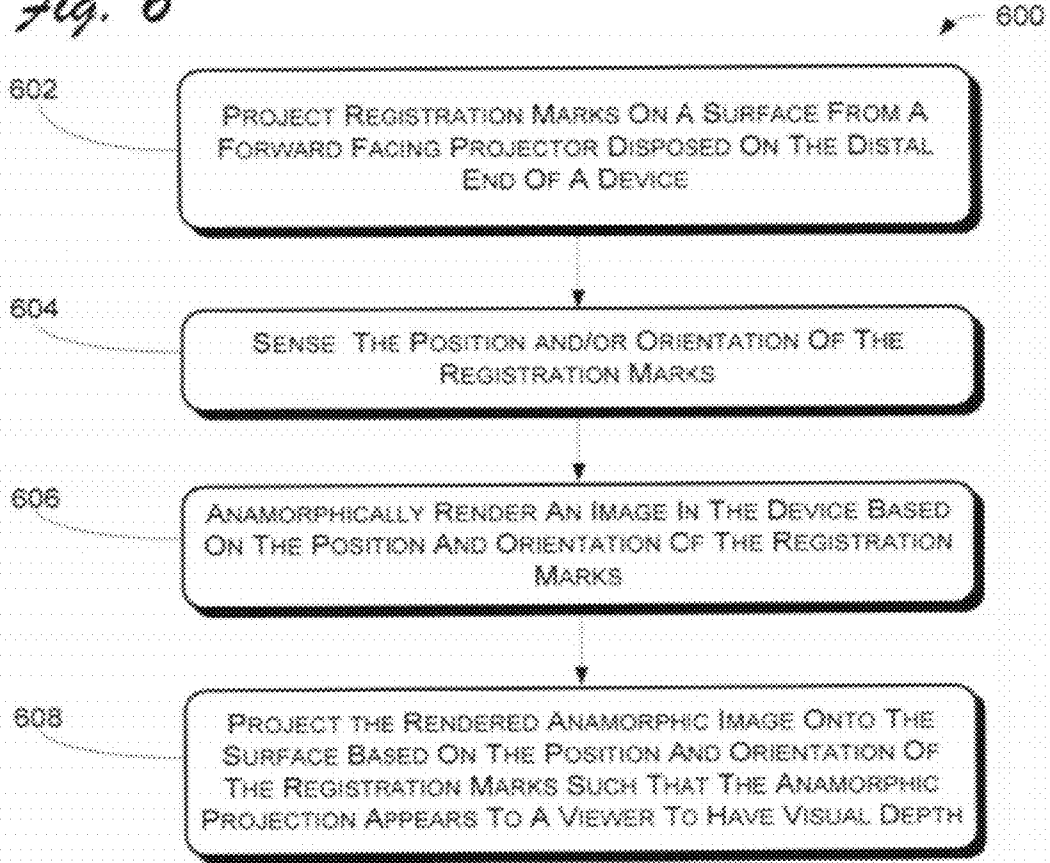 Fig. 6
600
602
PROJECT REGISTRATION MARKS ON A SURFACE FROM A
FORWARD FACING PROJECTOR DISPOSED ON THE DISTAL
END OF A DEVICE
604
SENSE THE POSITION AND/OR ORIENTATION OF THE
REGISTRATION MARKS
606
ANAMORPHICALLY RENDER AN IMAGE IN THE DEVICE BASED
ON THE POSITION AND ORIENTATION OF THE REGISTRATION
MARKS
608
PROJECT THE RENDERED ANAMORPHIC IMAGE ONTO THE
SURFACE BASED ON THE POSITION AND ORIENTATION OF
THE REGISTRATION MARKS SUCH THAT THE ANAMORPHIC
PROJECTION APPEARS TO A VIEWER TO HAVE VISUAL DEPTH